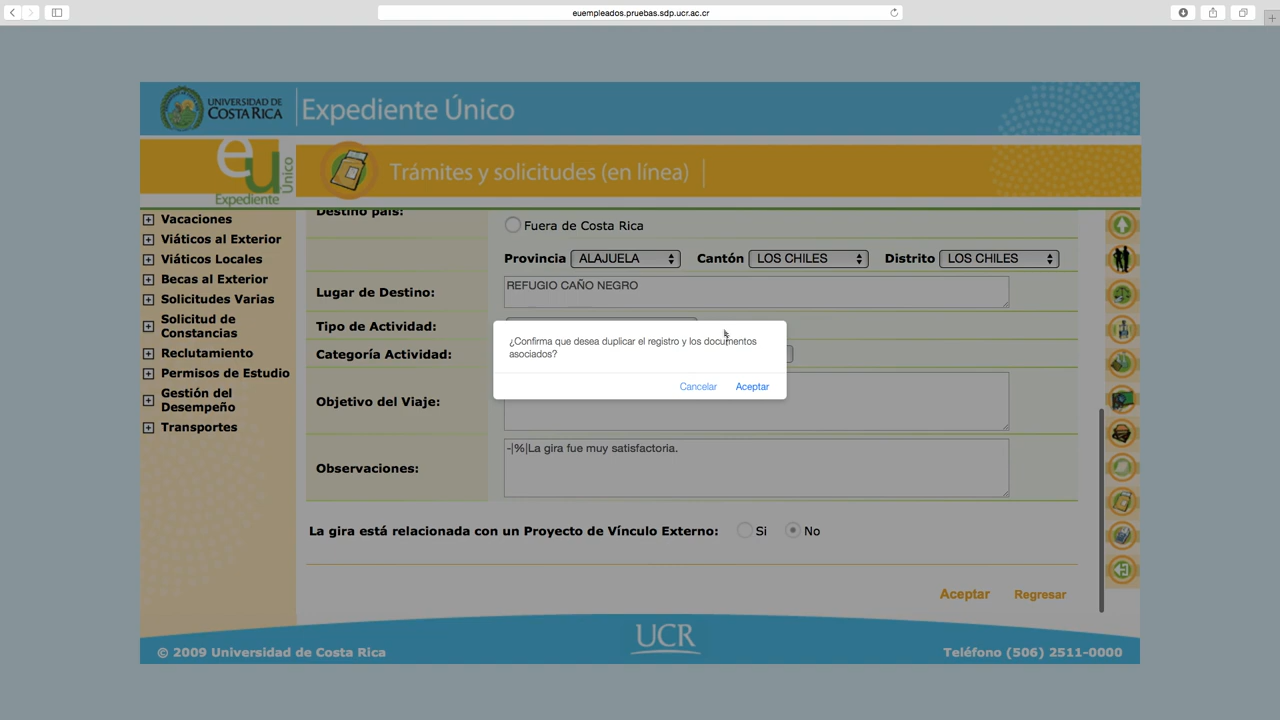 euempleados.pruebas.sdp.ucr.ac.cr
UNIVERSIDAD DE
COSTA RICA
Expediente Único
eu
Único
Expediente
Trámites y solicitudes (en línea)
Vacaciones
Viáticos al Exterior
Viáticos Locales
Becas al Exterior
Solicitudes Varias
Solicitud de
Constancias
Reclutamiento
Permisos de Estudio
Gestión del
Desempeño
Transportes
Destino país:
Fuera de Costa Rica
Provincia ALAJUELA Cantón LOS CHILES Distrito LOS CHILES
Lugar de Destino: REFUGIO CAÑO NEGRO
Tipo de Actividad:
Categoría Actividad:
¿Confirma que desea duplicar el registro y los documentos
asociados?
Cancelar Aceptar
Objetivo del Viaje:
Observaciones: -|%|La gira fue muy satisfactoria.
La gira está relacionada con un Proyecto de Vínculo Externo: Si No
Aceptar Regresar
UCR
© 2009 Universidad de Costa Rica
Teléfono (506) 2511-0000